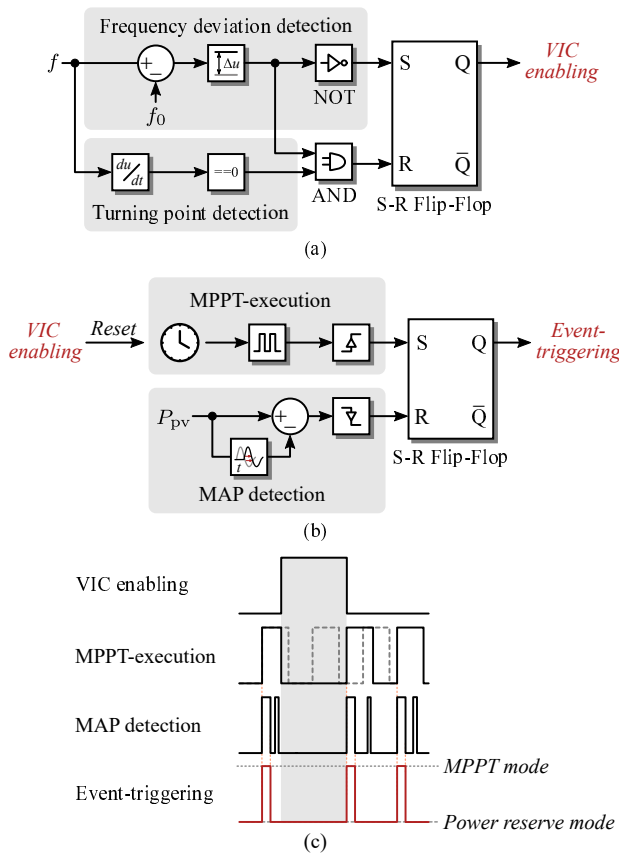 Frequency deviation detection
f
+
−
Δu
f0
NOT
S
Q
VIC
enabling
du/dt
==0
AND
R
Q̅
Turning point detection
S-R Flip-Flop
(a)
MPPT-execution
VIC
enabling
Reset
S
Q
Event-
triggering
Ppv
+
−
t
R
Q̅
MAP detection
S-R Flip-Flop
(b)
VIC enabling
MPPT-execution
MAP detection
MPPT mode
Event-triggering
Power reserve mode
(c)